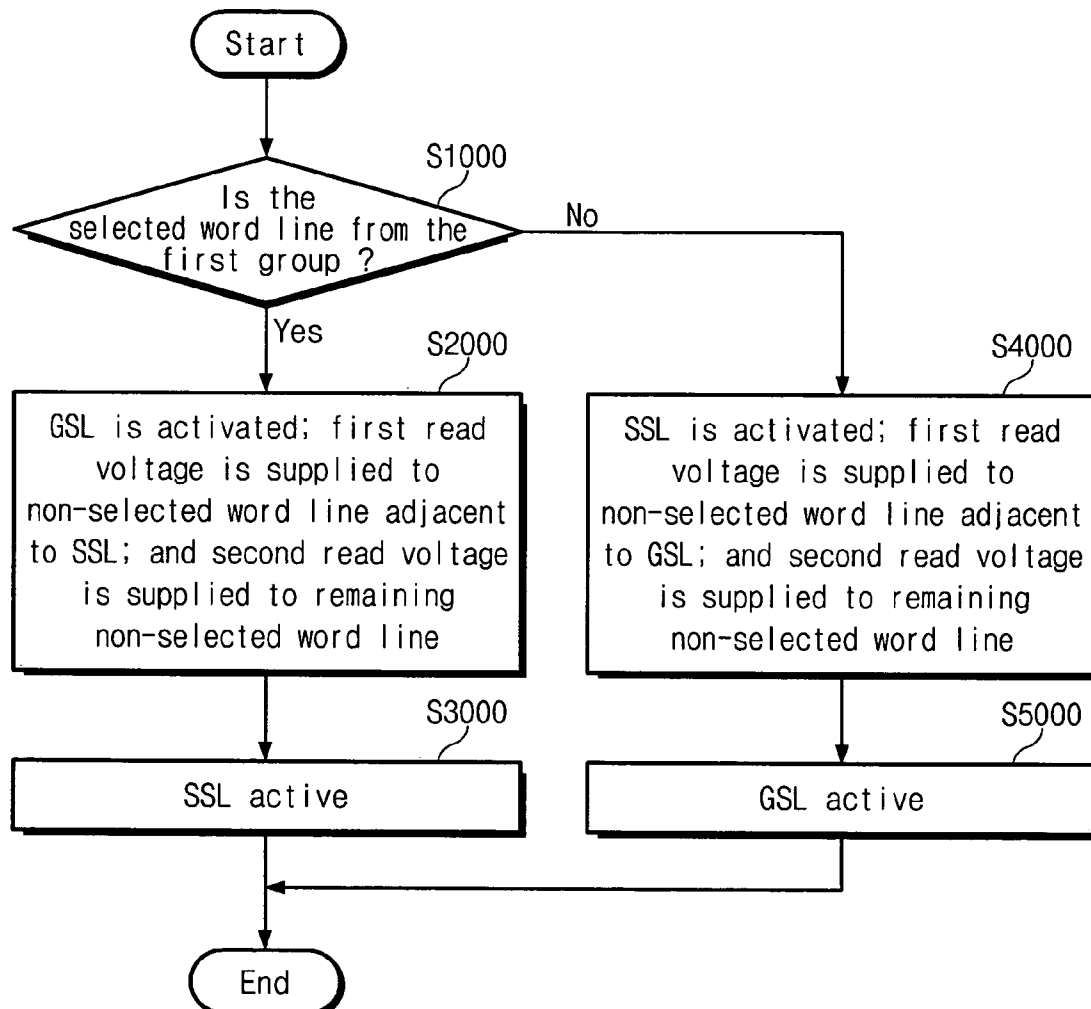 Start
S1000
Is the
selected word line from the
first group ?
No
Yes
S2000
GSL is activated; first read
voltage is supplied to
non-selected word line adjacent
to SSL; and second read voltage
is supplied to remaining
non-selected word line
S4000
SSL is activated; first read
voltage is supplied to
non-selected word line adjacent
to GSL; and second read voltage
is supplied to remaining
non-selected word line
S3000
SSL active
S5000
GSL active
End